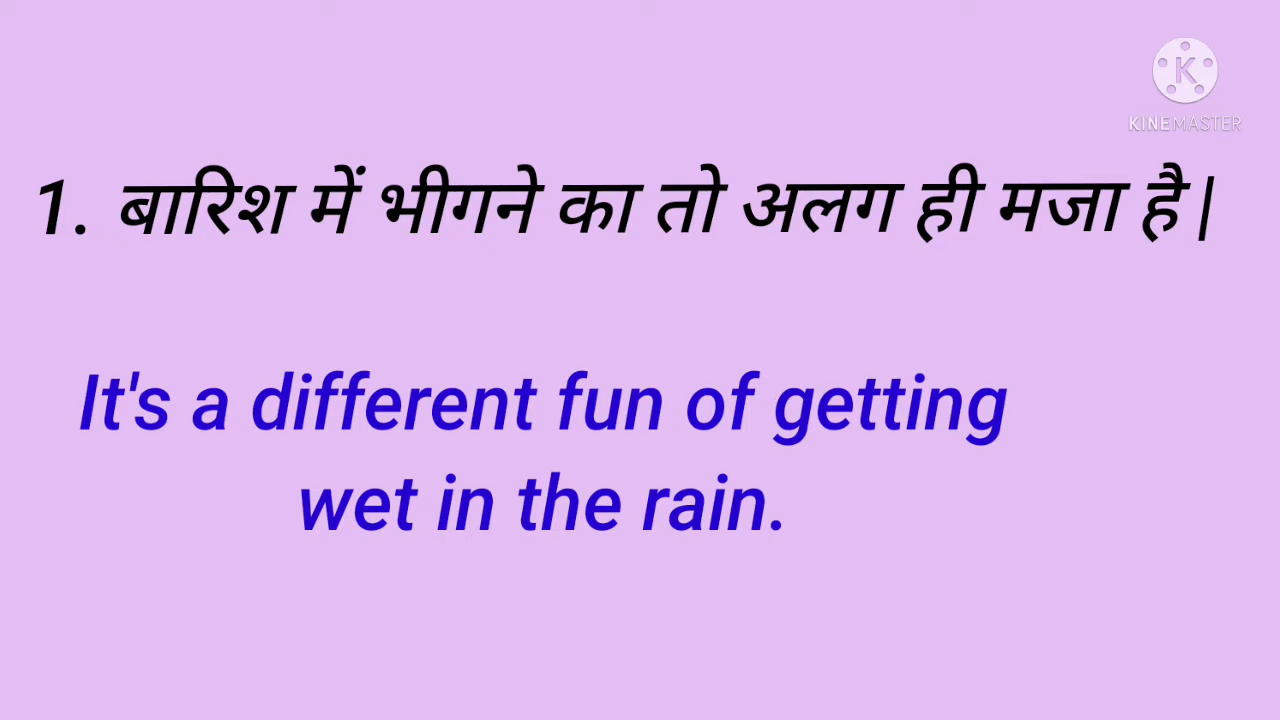 KINEMASTER
1. बारिश में भीगने का तो अलग ही मजा है|
It's a different fun of getting
wet in the rain.